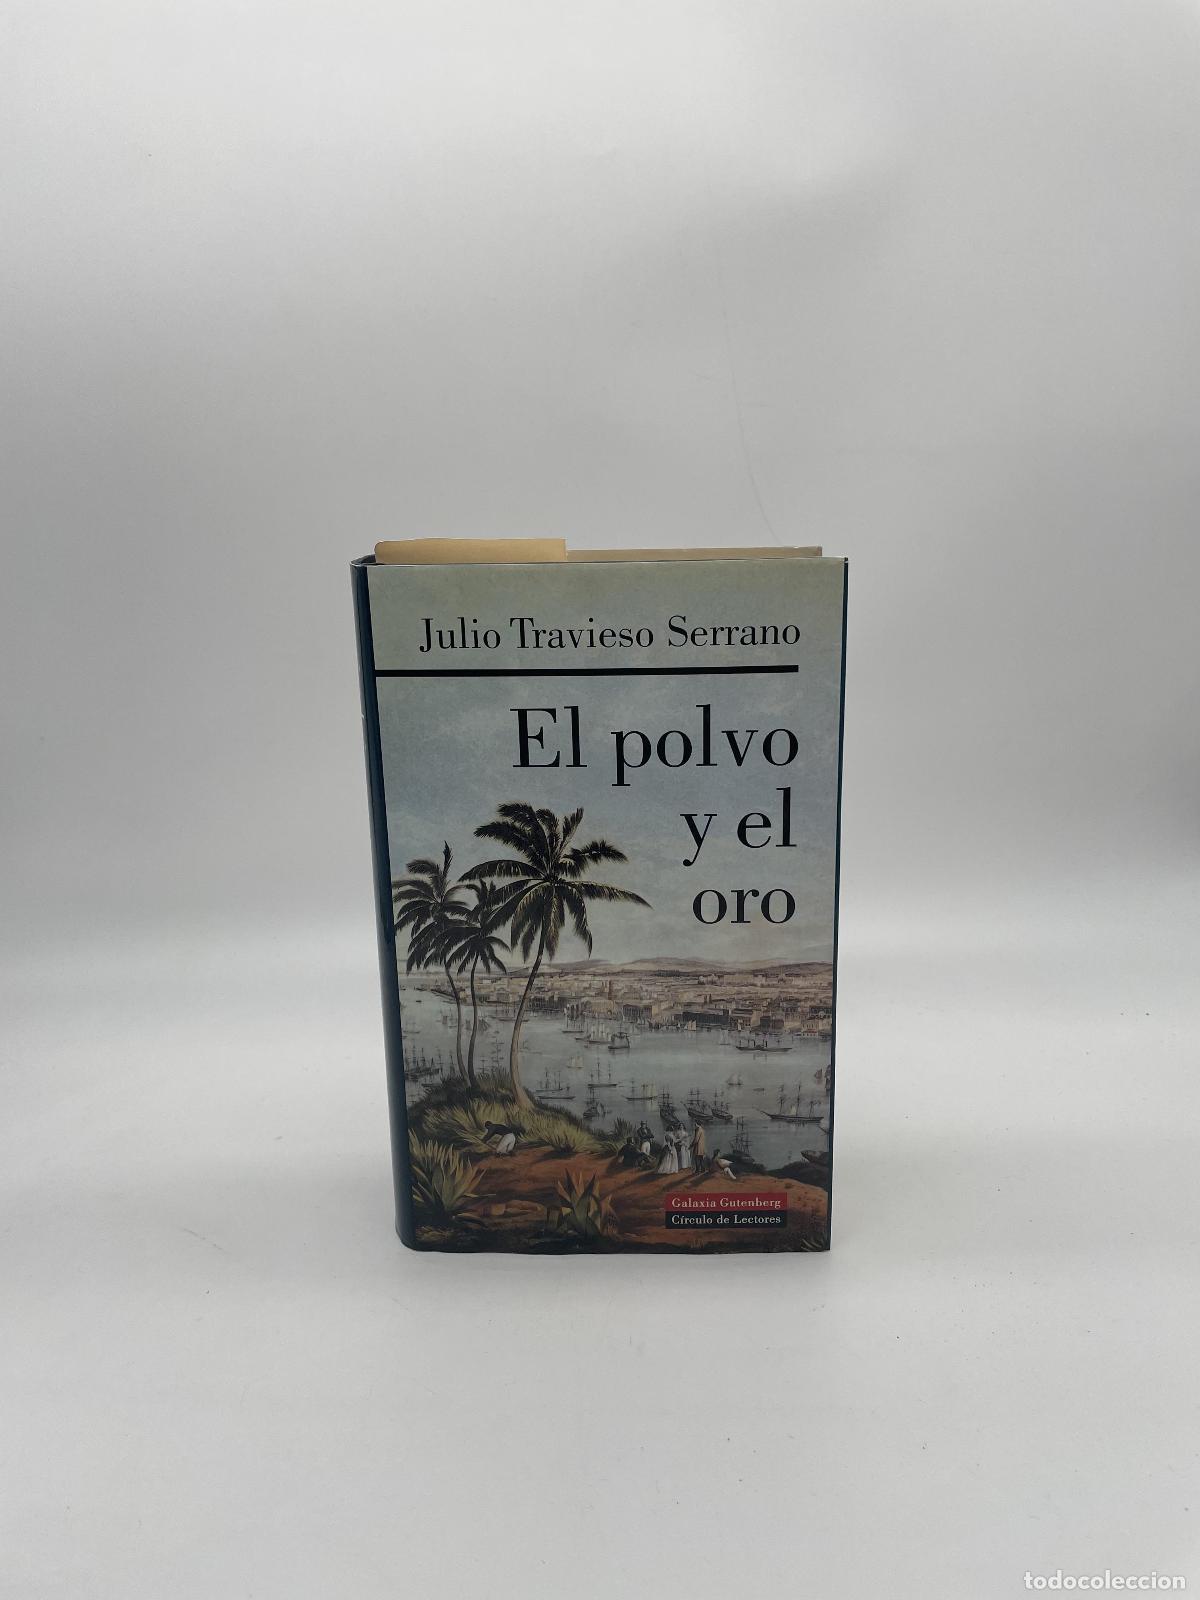 Julio Travieso Serrano
El polvo
y el
oro
Galaxia Gutenberg
Círculo de Lectores
todocoleccion